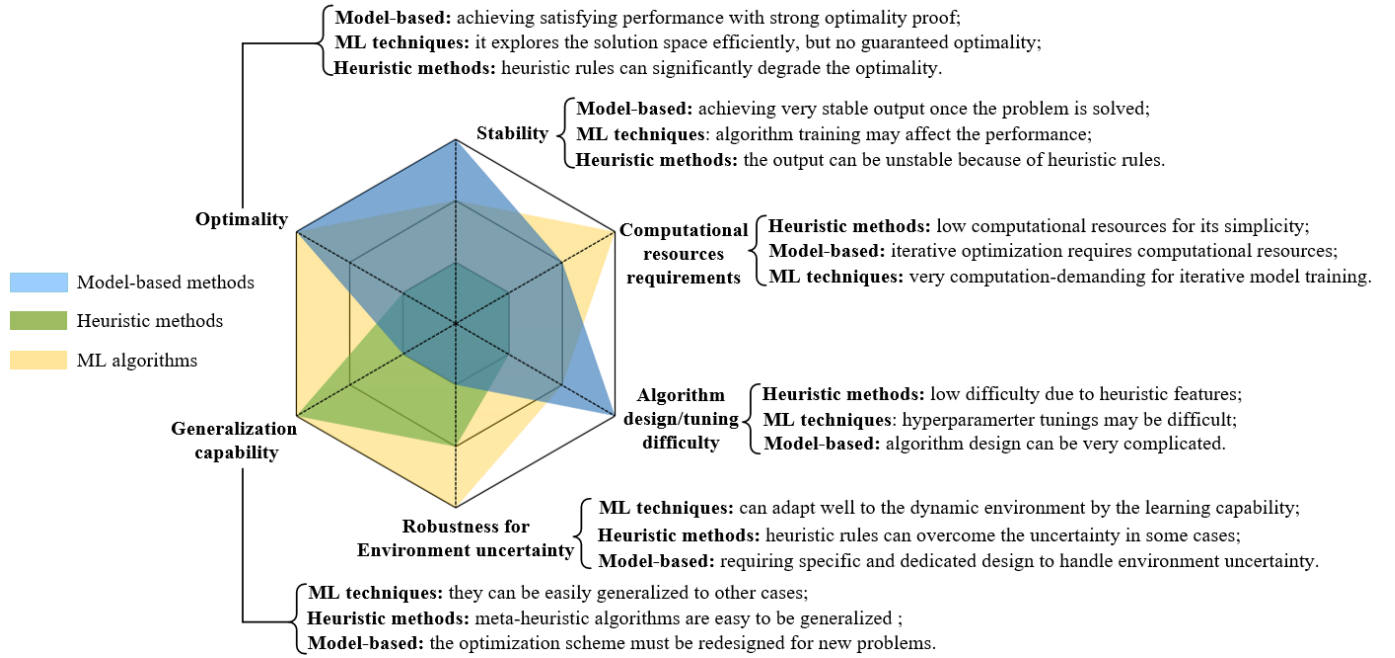 Model-based: achieving satisfying performance with strong optimality proof;
ML techniques: it explores the solution space efficiently, but no guaranteed optimality;
Heuristic methods: heuristic rules can significantly degrade the optimality.
Stability
Model-based: achieving very stable output once the problem is solved;
ML techniques: algorithm training may affect the performance;
Heuristic methods: the output can be unstable because of heuristic rules.
Optimality
Computational
resources
requirements
Heuristic methods: low computational resources for its simplicity;
Model-based: iterative optimization requires computational resources;
ML techniques: very computation-demanding for iterative model training.
Model-based methods
Heuristic methods
ML algorithms
Algorithm
design/tuning
difficulty
Heuristic methods: low difficulty due to heuristic features;
ML techniques: hyperparamerter tunings may be difficult;
Model-based: algorithm design can be very complicated.
Generalization
capability
Robustness for
Environment uncertainty
ML techniques: can adapt well to the dynamic environment by the learning capability;
Heuristic methods: heuristic rules can overcome the uncertainty in some cases;
Model-based: requiring specific and dedicated design to handle environment uncertainty.
ML techniques: they can be easily generalized to other cases;
Heuristic methods: meta-heuristic algorithms are easy to be generalized ;
Model-based: the optimization scheme must be redesigned for new problems.